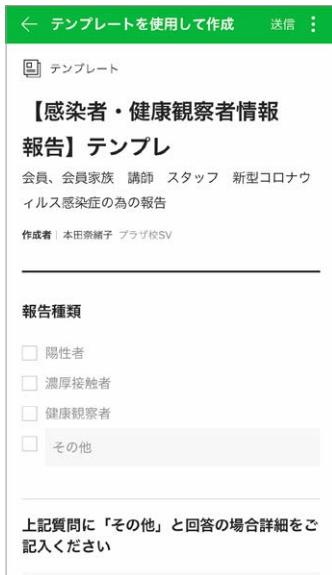 テンプレートを使用して作成 送信
テンプレート
【感染者・健康観察者情報
報告】テンプレ
会員、会員家族 講師 スタッフ 新型コロナウ
ィルス感染症の為の報告
作成者 本田奈緒子 プラザ校SV
報告種類
陽性者
濃厚接触者
健康観察者
その他
上記質問に「その他」と回答の場合詳細をご
記入ください